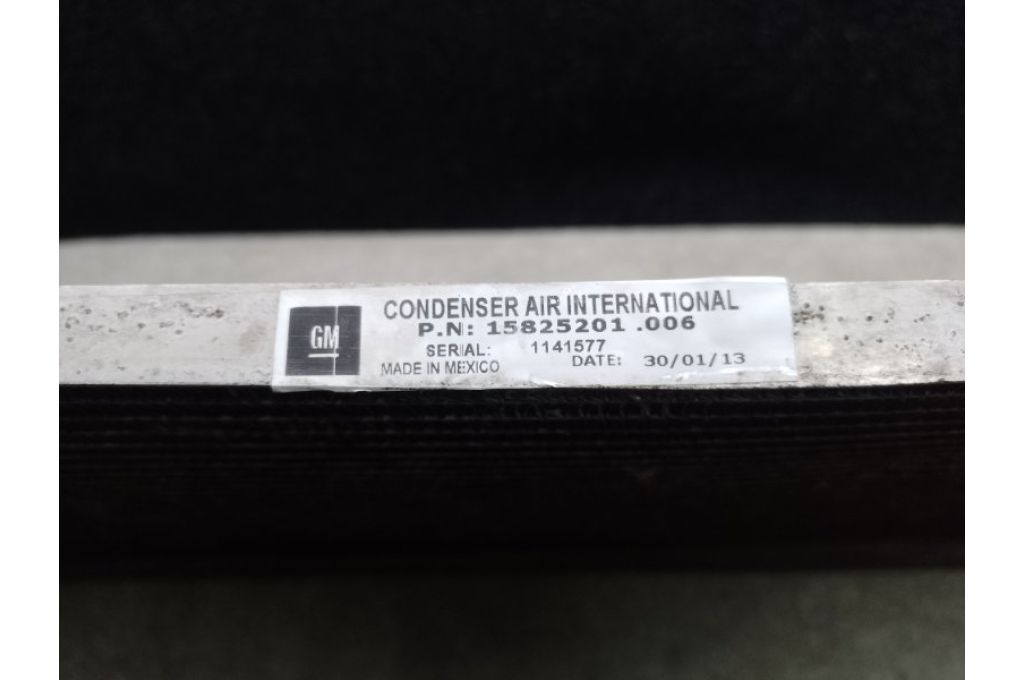 GM
CONDENSER AIR INTERNATIONAL
P.N: 15825201 .006
SERIAL: 1141577
MADE IN MEXICO DATE: 30/01/13